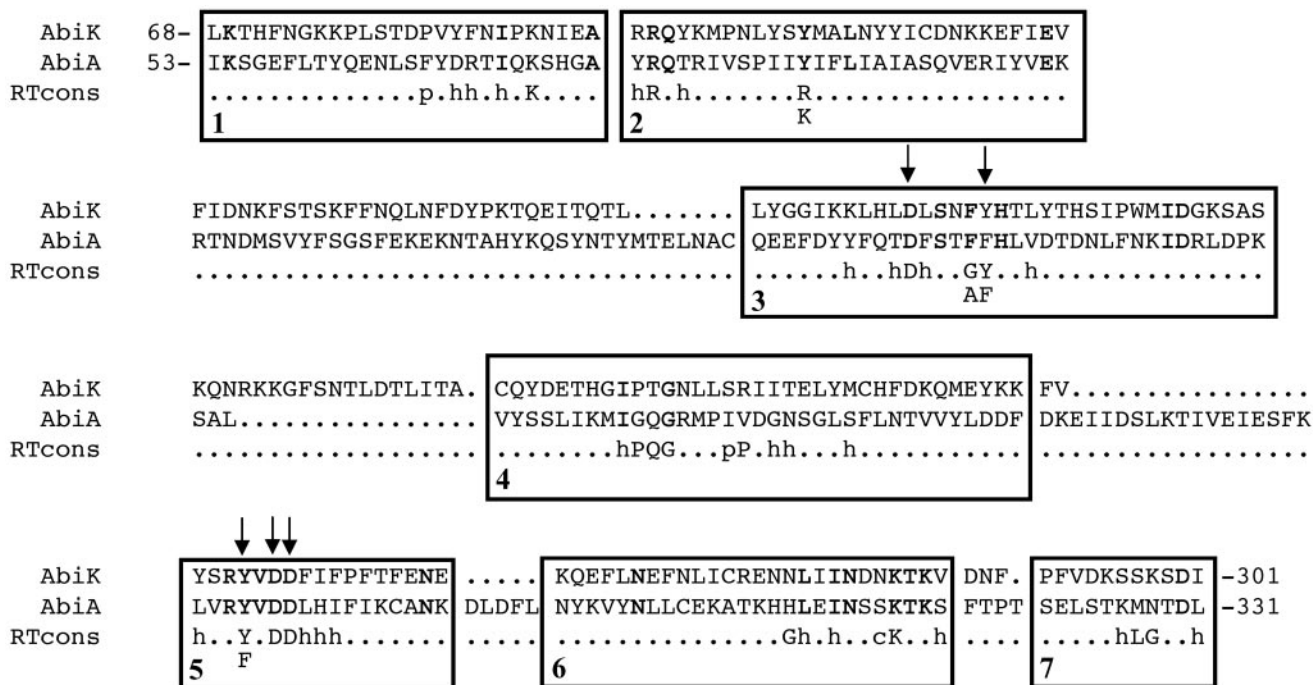 AbiK 68- LKTHFNGKKPLSTDPVYFNIPKNIEA RRQYKMPNLYSYMALNYYICDNKKEFIEV
AbiA 53- IKSGEFLTYQENLSFYDRTIQKSHGA YRQTRIVSPIIYIFLIAIASQVERIYVEK
RTcons ..............p.hh.h.K.... hR.h.......R.................
1 2 K
AbiK FIDNKFSTSKFFNQLNFDYPKTQEITQTL....... LYGGIKKLHLDLSNFYHTLYTHSIPWMIDGKSAS
AbiA RTNDMSVYFSGSFEKEKNTAHYKQSYNTYMTELNAC QEEFDYYFQTDFSTFFHLVDTDNLFNKIDRLDPK
RTcons .................................... ......h..hDh..GY..h...............
3 AF
AbiK KQNRKKGFSNTLDTLITA. CQYDETHGIPTGNLLSRIITELYMCHFDKQMEYKK FV................
AbiA SAL................ VYSSLIKMIGQGRMPIVDGNSGLSFLNTVVYLDDF DKEIIDSLKTIVEIESFK
RTcons ................... ........hPQG...pP.hh...h........... ..................
4
AbiK YSRYVDDFIFPFTFENE ..... KQEFLNEFNLICRENNLIINDNKTKV DNF. PFVDKSSKSDI -301
AbiA LVRYVDDLHIFIKCANK DLDFL NYKVYNLLCEKATKHHLEINSSKTKS FTPT SELSTKMNTDL -331
RTcons h..Y.DDhhh....... ..... ...............Gh.h..cK..h .... .....hLG..h
5 F 6 7